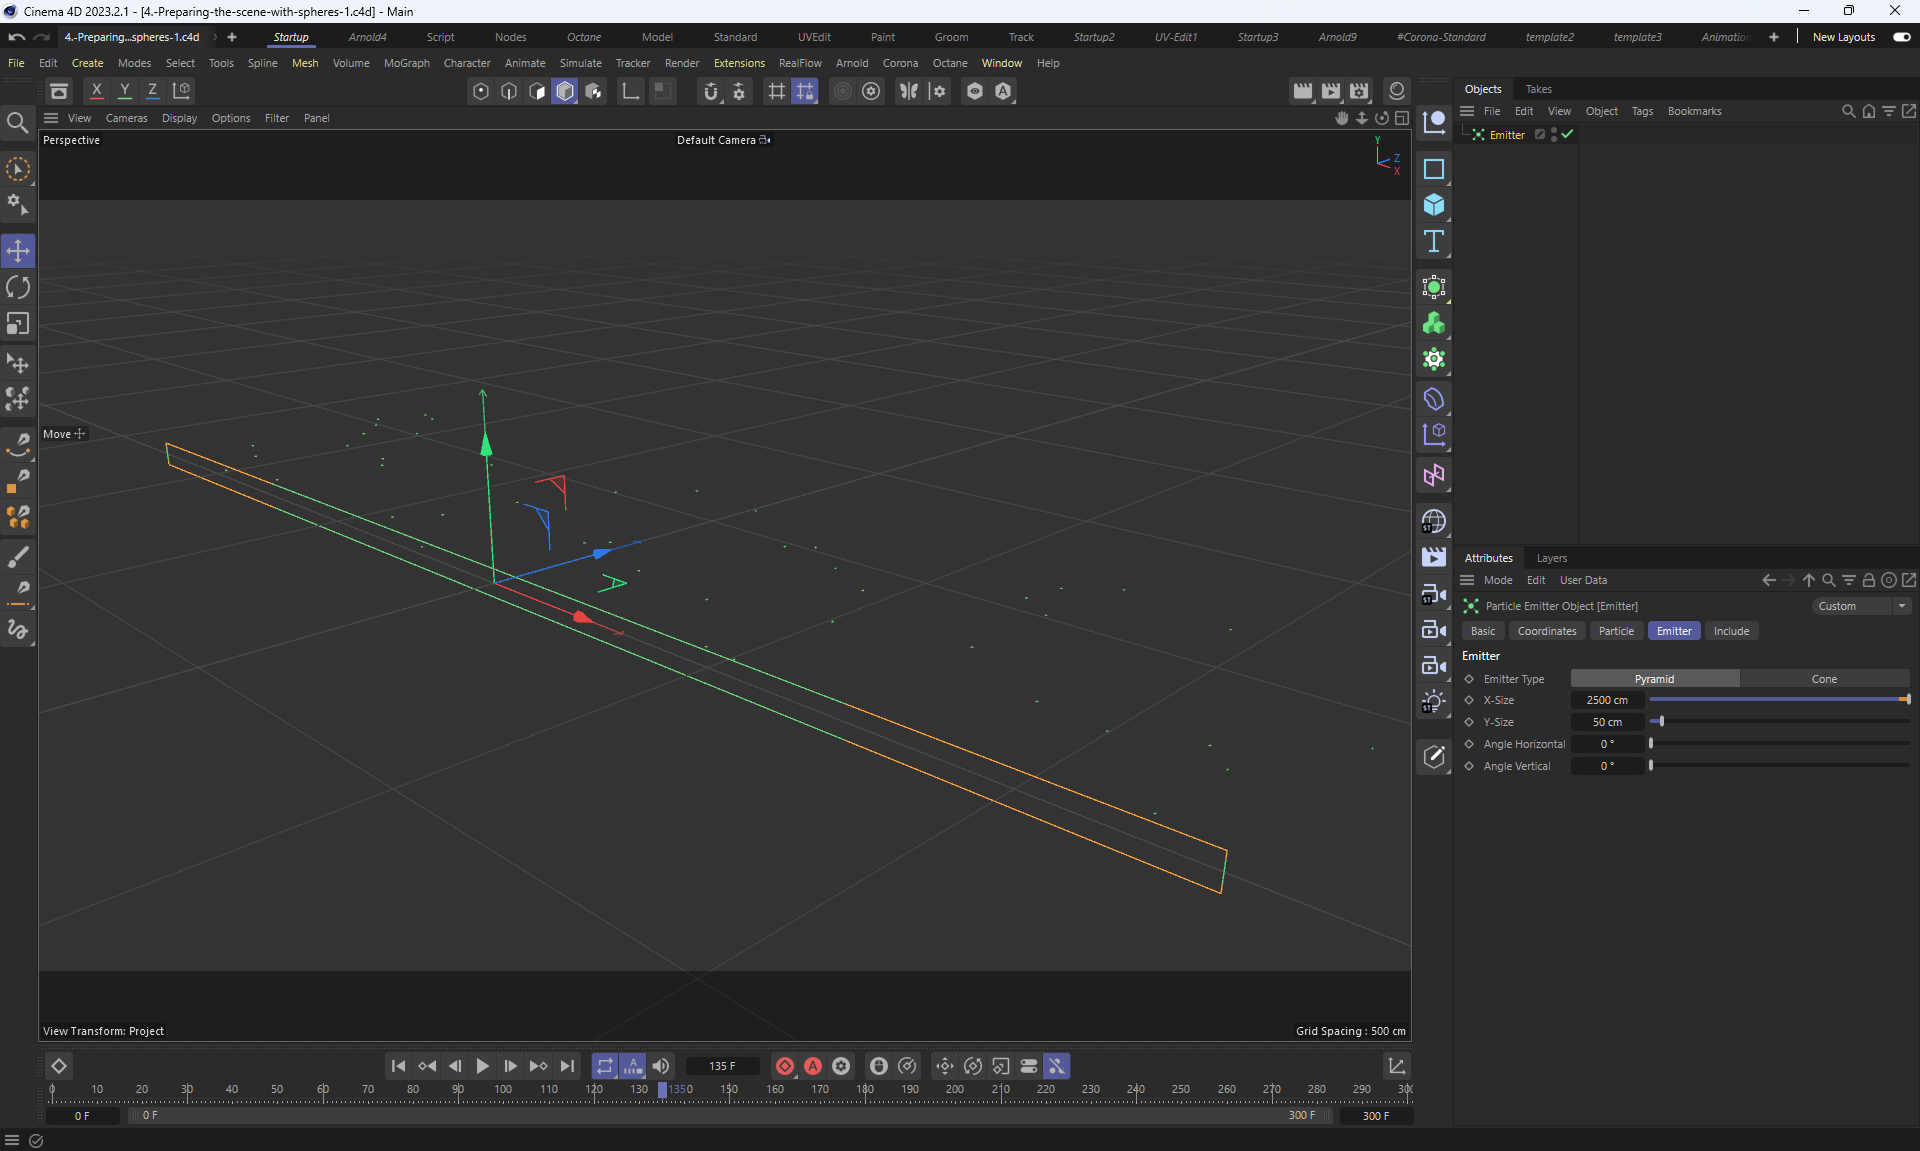 Cinema 4D 2023.2.1 - [4.-Preparing-the-scene-with-spheres-1.c4d] - Main
4.-Preparing...spheres-1.c4d Startup Arnold4 Script Nodes Octane Model Standard UVEdit Paint Groom Track Startup2 UV-Edit1 Startup3 Arnold9 #Corona-Standard template2 template3 Animation New Layouts
File Edit Create Modes Select Tools Spline Mesh Volume MoGraph Character Animate Simulate Tracker Render Extensions RealFlow Arnold Corona Octane Window Help
X Y Z
Objects Takes
View Cameras Display Options Filter Panel
File Edit View Object Tags Bookmarks
Perspective
Default Camera
Y
Z
X
Emitter
Move
Attributes Layers
Mode Edit User Data
Particle Emitter Object [Emitter]
Custom
Basic Coordinates Particle Emitter Include
Emitter
Emitter Type Pyramid Cone
X-Size 2500 cm
Y-Size 50 cm
Angle Horizontal 0 °
Angle Vertical 0 °
View Transform: Project
Grid Spacing : 500 cm
135 F
0 10 20 30 40 50 60 70 80 90 100 110 120 130 1350 150 160 170 180 190 200 210 220 230 240 250 260 270 280 290 300
0 F 0 F 300 F 300 F